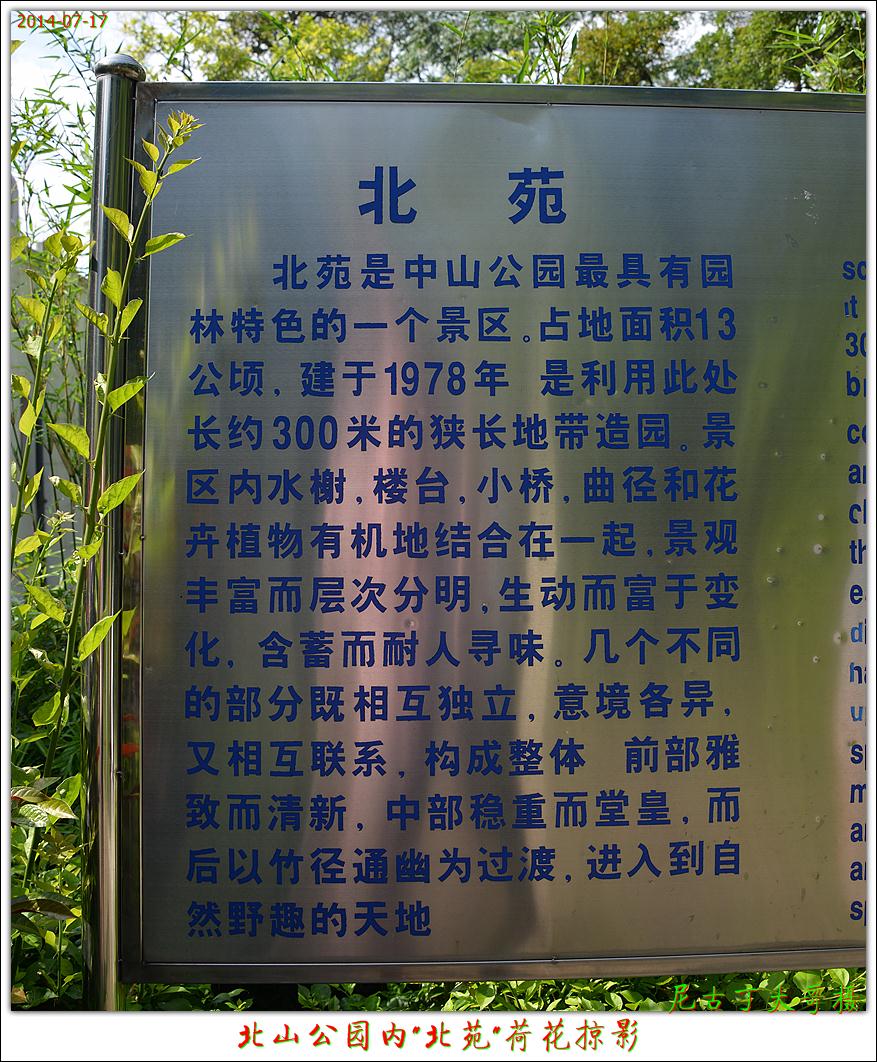 2014-07-17
北 苑
北苑是中山公园最具有园
林特色的一个景区。占地面积13
公顷，建于1978年 是利用此处
长约300米的狭长地带造园。景
区内水榭，楼台，小桥，曲径和花
卉植物有机地结合在一起，景观
丰富而层次分明，生动而富于变
化，含蓄而耐人寻味。几个不同
的部分既相互独立，意境各异，
又相互联系，构成整体 前部雅
致而清新，中部稳重而堂皇，而
后以竹径通幽为过渡，进入到自
然野趣的天地
北山公园内"北苑"荷花掠影